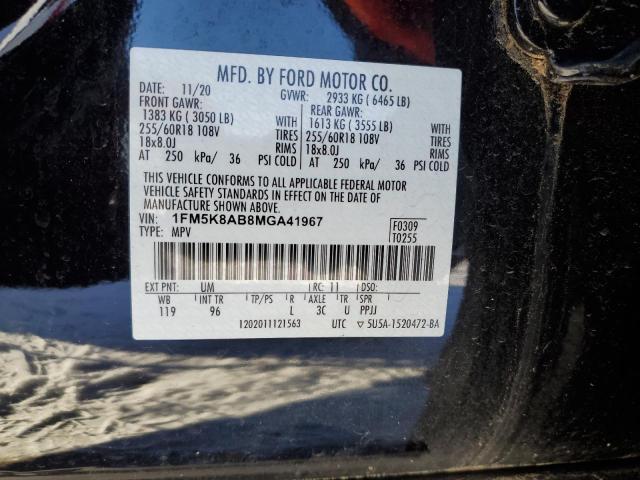 MFD. BY FORD MOTOR CO.
DATE: 11/20 GVWR: 2933 KG ( 6465 LB)
FRONT GAWR: REAR GAWR:
1383 KG ( 3050 LB) 1613 KG ( 3555 LB)
255/60R18 108V TIRES 255/60R18 108V TIRES
18x8.0J RIMS 18x8.0J RIMS
AT 250 kPa/ 36 PSI COLD AT 250 kPa/ 36 PSI COLD
THIS VEHICLE CONFORMS TO ALL APPLICABLE FEDERAL MOTOR
VEHICLE SAFETY STANDARDS IN EFFECT ON THE DATE OF
MANUFACTURE SHOWN ABOVE.
VIN: 1FM5K8AB8MGA41967 F0309
TYPE: MPV T0255
EXT PNT: UM RC: 11 DSO:
WB INT TR TP/PS R AXLE TR SPR
119 96 L 3C U PPJJ
1202011121563 UTC ▽ 5U5A-1520472-BA